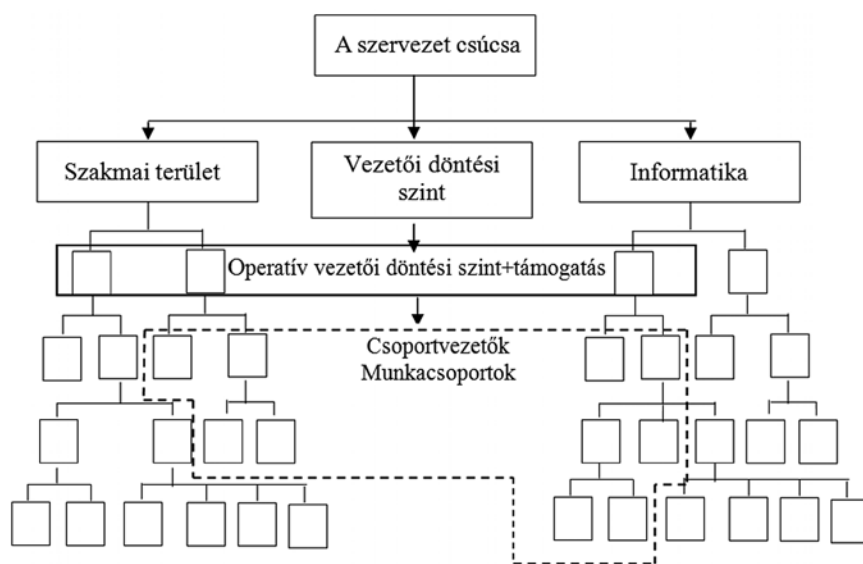 A szervezet csúcsa
Szakmai terület
Vezetői döntési
szint
Informatika
Operatív vezetői döntési szint+támogatás
Csoportvezetők
Munkacsoportok